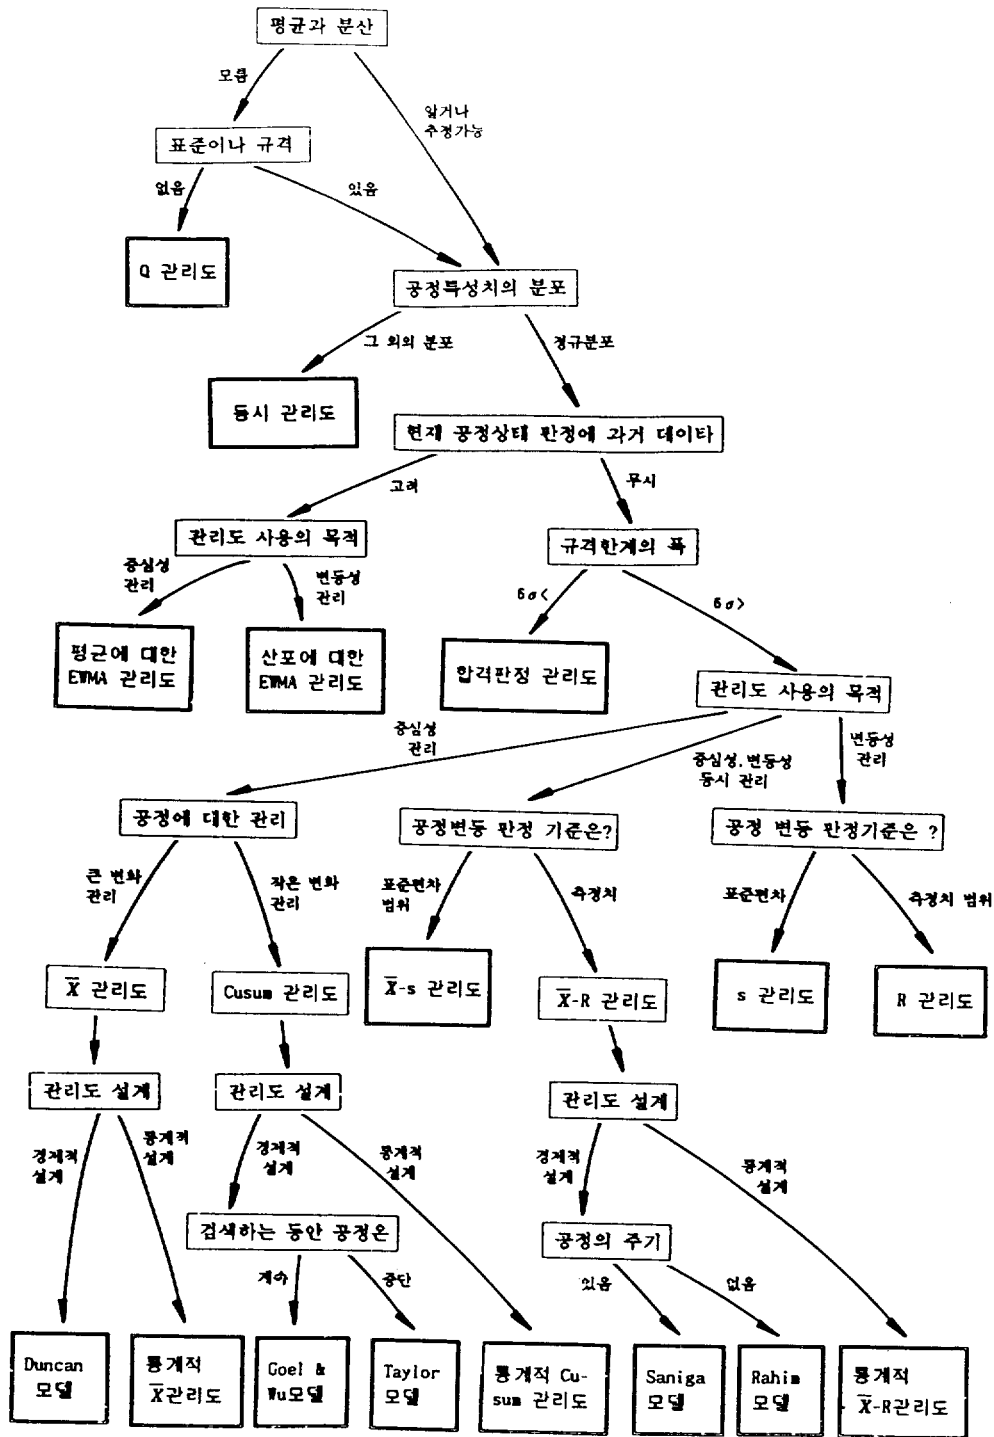 평균과 분산
모름
알거나
추정가능
표준이나 규격
없음
있음
Q 관리도
공정특성치의 분포
그 외의 분포
정규분포
동시 관리도
현재 공정상태 판정에 과거 데이타
고려
무시
관리도 사용의 목적
규격한계의 폭
중심성
관리
변동성
관리
6σ<
6σ>
평균에 대한
EWMA 관리도
산포에 대한
EWMA 관리도
합격판정 관리도
관리도 사용의 목적
중심성
관리
중심성.변동성
동시 관리
변동성
관리
공정에 대한 관리
공정변동 판정 기준은?
공정 변동 판정기준은 ?
큰 변화
관리
작은 변화
관리
표준편차
범위
측정치
표준편차
측정치 범위
X̄ 관리도
Cusum 관리도
X̄-s 관리도
X̄-R 관리도
s 관리도
R 관리도
관리도 설계
관리도 설계
관리도 설계
경제적
설계
통계적
설계
경제적
설계
통계적
설계
경제적
설계
통계적
설계
검색하는 동안 공정은
공정의 주기
계속
중단
있음
없음
Duncan
모델
통계적
X̄관리도
Goel &
Wu모델
Taylor
모델
통계적 Cu-
sum 관리도
Saniga
모델
Rahim
모델
통계적
X̄-R관리도